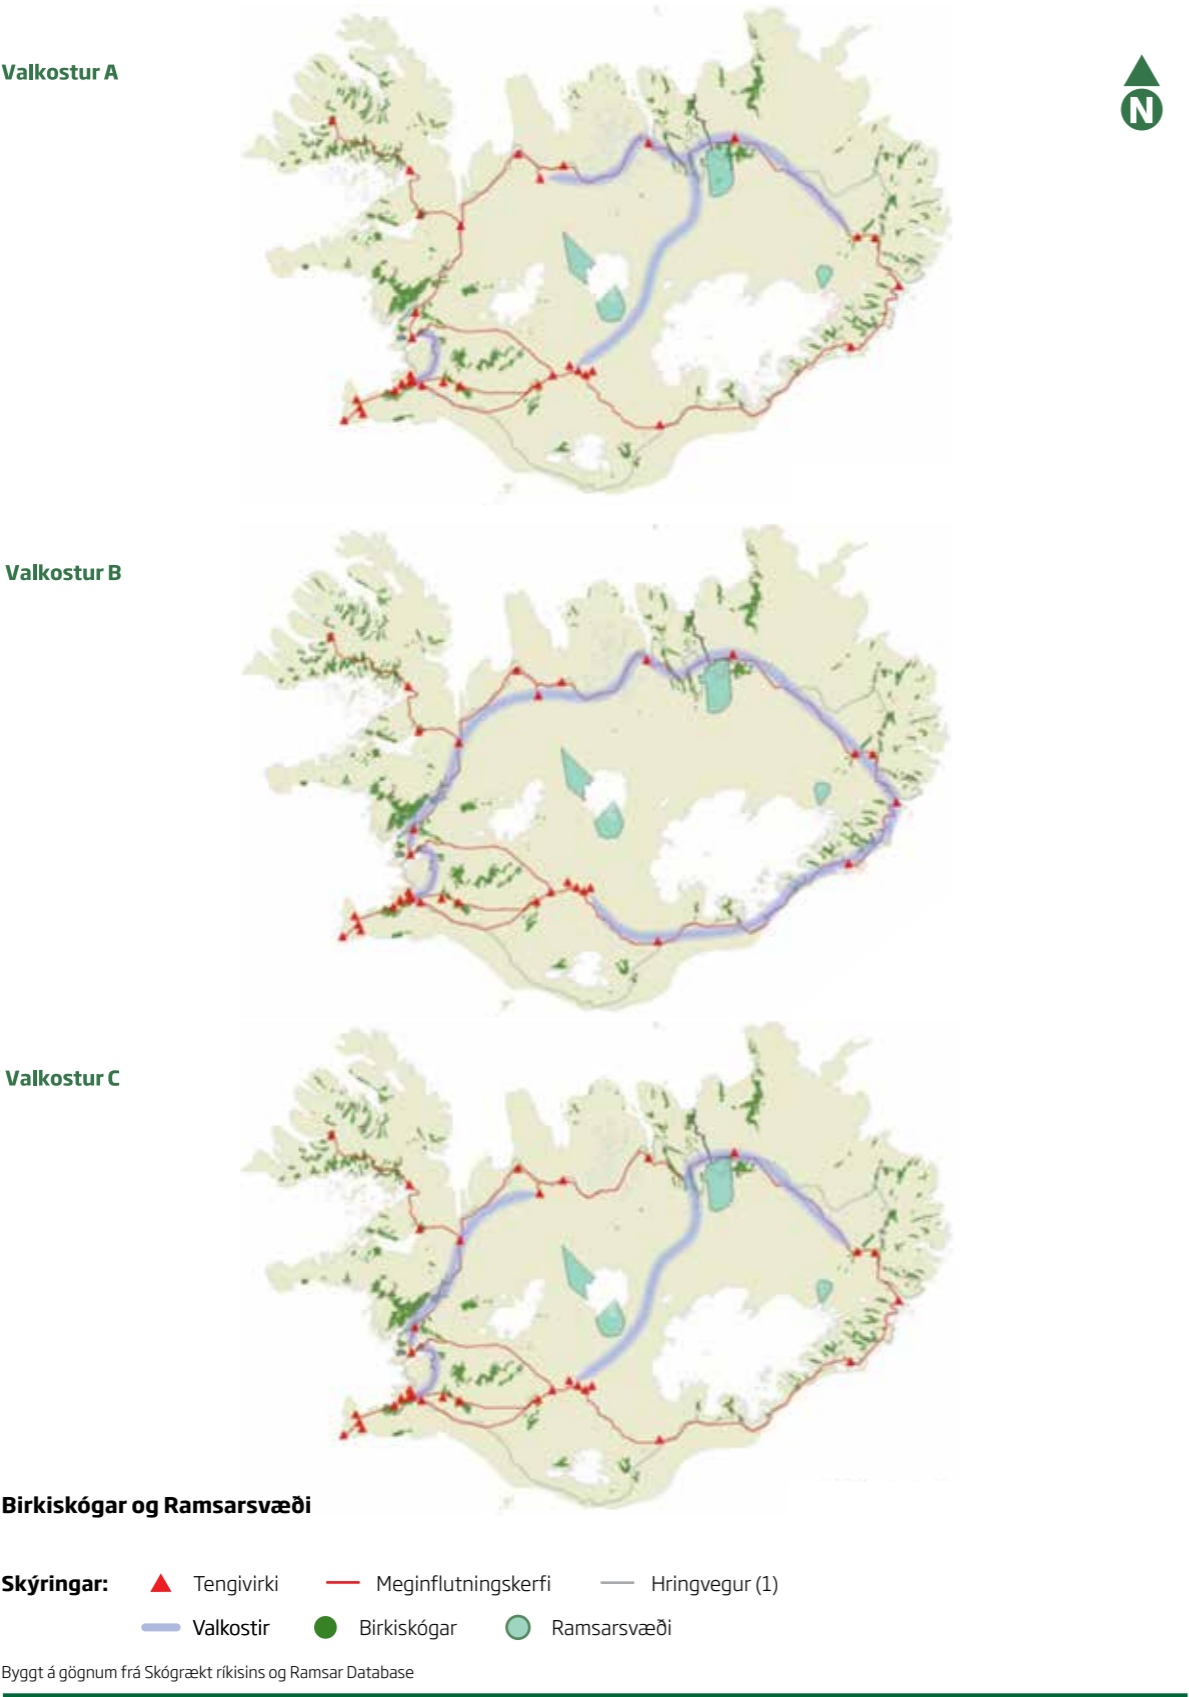 Valkostur A
N
Valkostur B
Valkostur C
Birkiskógar og Ramsarsvæði
Skýringar: Tengivirki Meginflutningskerfi Hringvegur (1)
Valkostir Birkiskógar Ramsarsvæði
Byggt á gögnum frá Skógrækt ríkisins og Ramsar Database